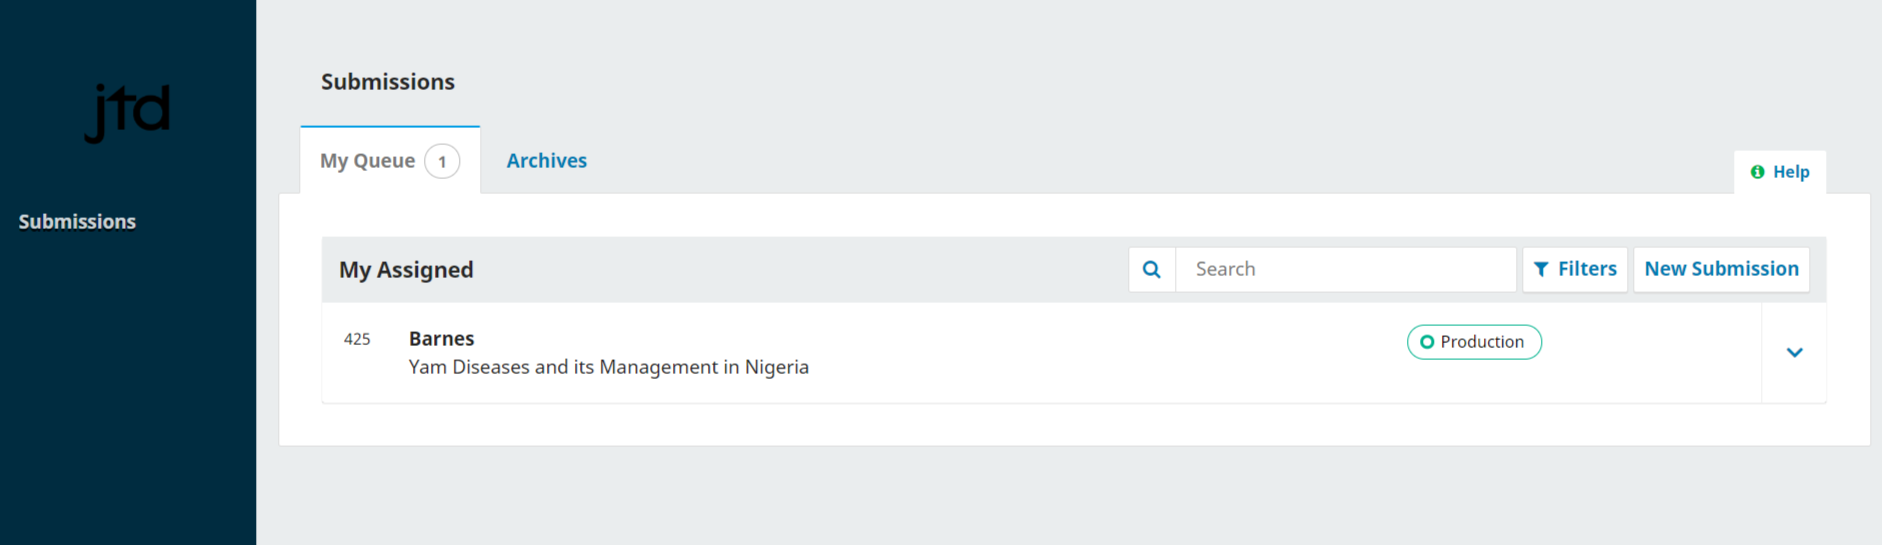 jtd
Submissions
Submissions
My Queue 1
Archives
Help
My Assigned
Search
Filters
New Submission
425
Barnes
Yam Diseases and its Management in Nigeria
Production